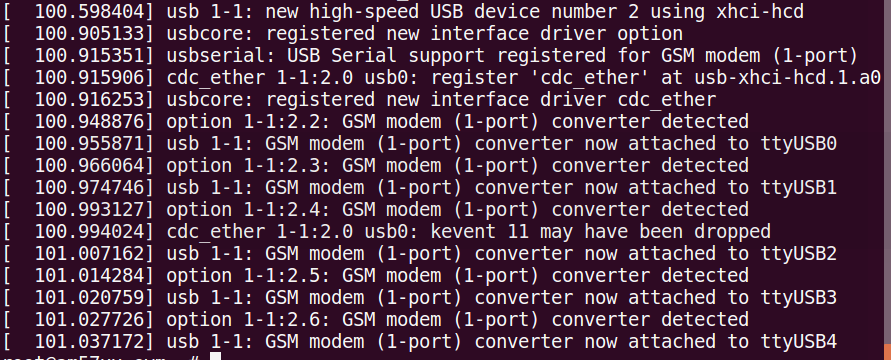 [  100.598404] usb 1-1: new high-speed USB device number 2 using xhci-hcd
[  100.905133] usbcore: registered new interface driver option
[  100.915351] usbserial: USB Serial support registered for GSM modem (1-port)
[  100.915906] cdc_ether 1-1:2.0 usb0: register 'cdc_ether' at usb-xhci-hcd.1.a0
[  100.916253] usbcore: registered new interface driver cdc_ether
[  100.948876] option 1-1:2.2: GSM modem (1-port) converter detected
[  100.955871] usb 1-1: GSM modem (1-port) converter now attached to ttyUSB0
[  100.966064] option 1-1:2.3: GSM modem (1-port) converter detected
[  100.974746] usb 1-1: GSM modem (1-port) converter now attached to ttyUSB1
[  100.993127] option 1-1:2.4: GSM modem (1-port) converter detected
[  100.994024] cdc_ether 1-1:2.0 usb0: kevent 11 may have been dropped
[  101.007162] usb 1-1: GSM modem (1-port) converter now attached to ttyUSB2
[  101.014284] option 1-1:2.5: GSM modem (1-port) converter detected
[  101.020759] usb 1-1: GSM modem (1-port) converter now attached to ttyUSB3
[  101.027726] option 1-1:2.6: GSM modem (1-port) converter detected
[  101.037172] usb 1-1: GSM modem (1-port) converter now attached to ttyUSB4